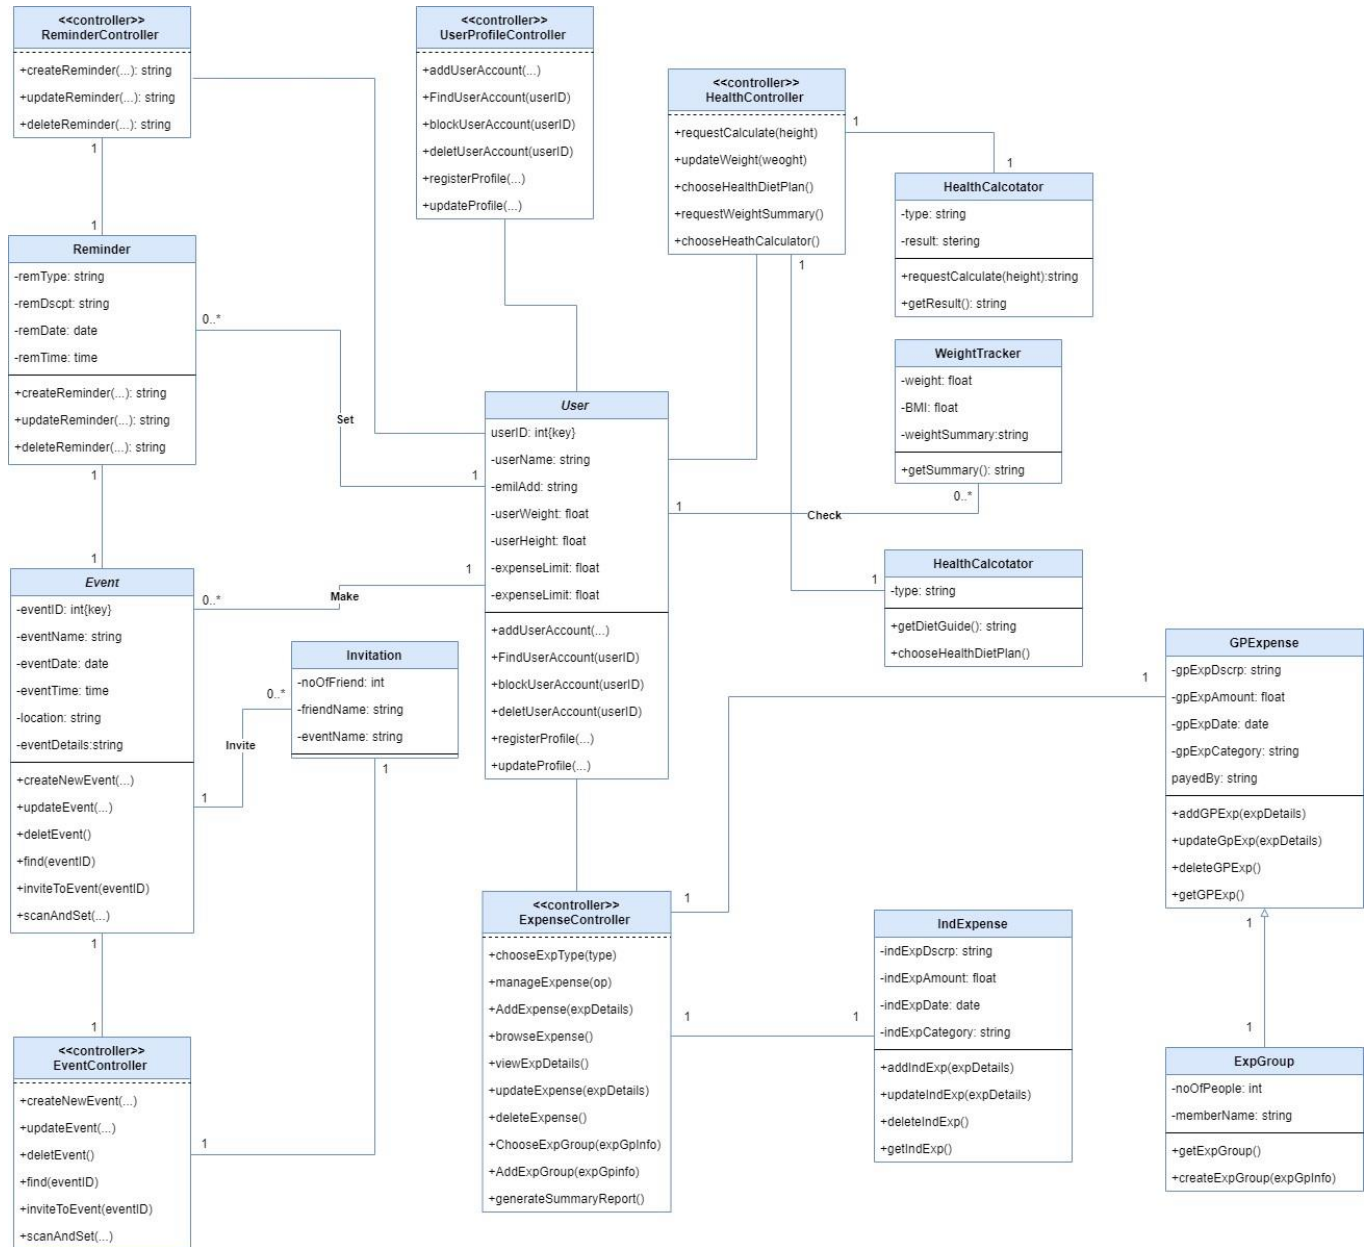 <<controller>>
ReminderController
+createReminder(...): string
+updateReminder(...): string
+deleteReminder(...): string
1
1
Reminder
-remType: string
-remDscpt: string
-remDate: date
-remTime: time
+createReminder(...): string
+updateReminder(...): string
+deleteReminder(...): string
0..*
Set
1
1
1
Event
-eventID: int{key}
-eventName: string
-eventDate: date
-eventTime: time
-location: string
-eventDetails:string
+createNewEvent(...)
+updateEvent(...)
+deletEvent()
+find(eventID)
+inviteToEvent(eventID)
+scanAndSet(...)
0..*
Make
1
0..*
Invite
1
Invitation
-noOfFriend: int
-friendName: string
-eventName: string
1
1
1
<<controller>>
EventController
+createNewEvent(...)
+updateEvent(...)
+deletEvent()
+find(eventID)
+inviteToEvent(eventID)
+scanAndSet(...)
1
<<controller>>
UserProfileController
+addUserAccount(...)
+FindUserAccount(userID)
+blockUserAccount(userID)
+deletUserAccount(userID)
+registerProfile(...)
+updateProfile(...)
User
userID: int{key}
-userName: string
-emilAdd: string
-userWeight: float
-userHeight: float
-expenseLimit: float
-expenseLimit: float
+addUserAccount(...)
+FindUserAccount(userID)
+blockUserAccount(userID)
+deletUserAccount(userID)
+registerProfile(...)
+updateProfile(...)
<<controller>>
ExpenseController
+chooseExpType(type)
+manageExpense(op)
+AddExpense(expDetails)
+browseExpense()
+viewExpDetails()
+updateExpense(expDetails)
+deleteExpense()
+ChooseExpGroup(expGpInfo)
+AddExpGroup(expGpinfo)
+generateSummaryReport()
<<controller>>
HealthController
+requestCalculate(height)
+updateWeight(weoght)
+chooseHealthDietPlan()
+requestWeightSummary()
+chooseHeathCalculator()
1
1
1
HealthCalcotator
-type: string
-result: stering
+requestCalculate(height):string
+getResult(): string
WeightTracker
-weight: float
-BMI: float
-weightSummary:string
+getSummary(): string
0..*
1
Check
1
HealthCalcotator
-type: string
+getDietGuide(): string
+chooseHealthDietPlan()
1
GPExpense
-gpExpDscrp: string
-gpExpAmount: float
-gpExpDate: date
-gpExpCategory: string
payedBy: string
+addGPExp(expDetails)
+updateGpExp(expDetails)
+deleteGPExp()
+getGPExp()
1
1
1
1
IndExpense
-indExpDscrp: string
-indExpAmount: float
-indExpDate: date
-indExpCategory: string
+addIndExp(expDetails)
+updateIndExp(expDetails)
+deleteIndExp()
+getIndExp()
1
ExpGroup
-noOfPeople: int
-memberName: string
+getExpGroup()
+createExpGroup(expGpInfo)